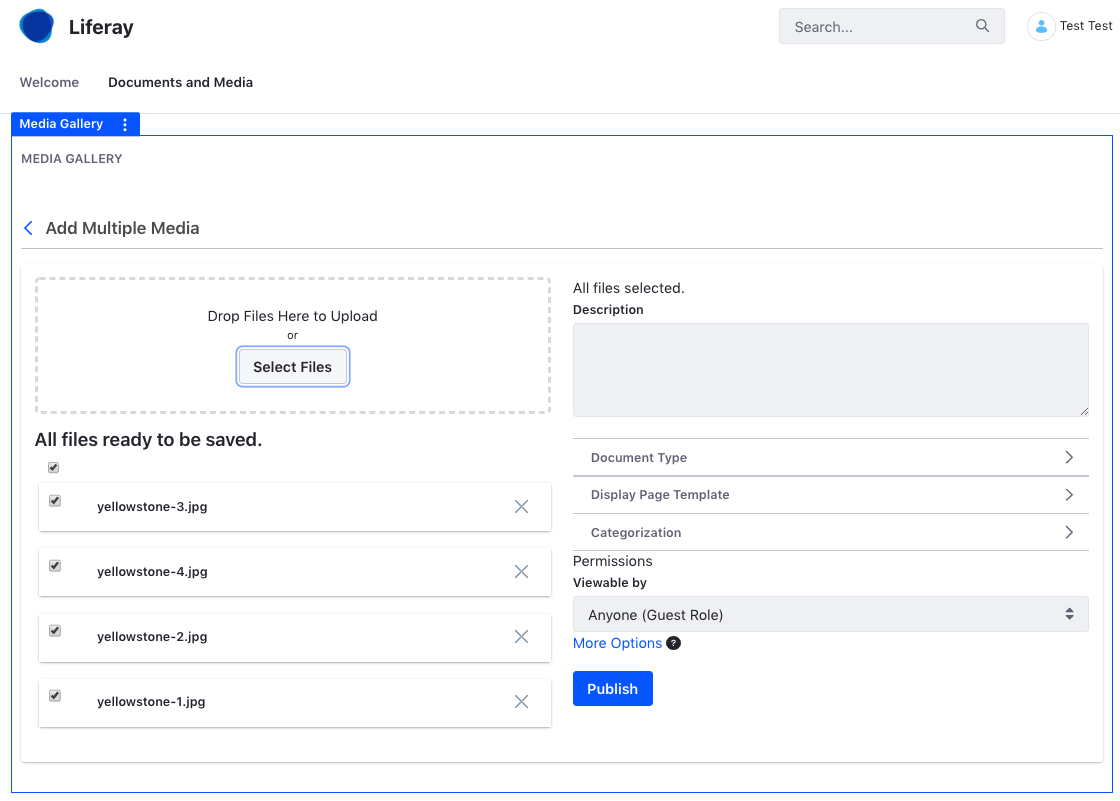 Liferay
Search...
Test Test
Welcome
Documents and Media
Media Gallery
MEDIA GALLERY
Add Multiple Media
Drop Files Here to Upload
or
Select Files
All files ready to be saved.
yellowstone-3.jpg
yellowstone-4.jpg
yellowstone-2.jpg
yellowstone-1.jpg
All files selected.
Description
Document Type
Display Page Template
Categorization
Permissions
Viewable by
Anyone (Guest Role)
More Options ?
Publish